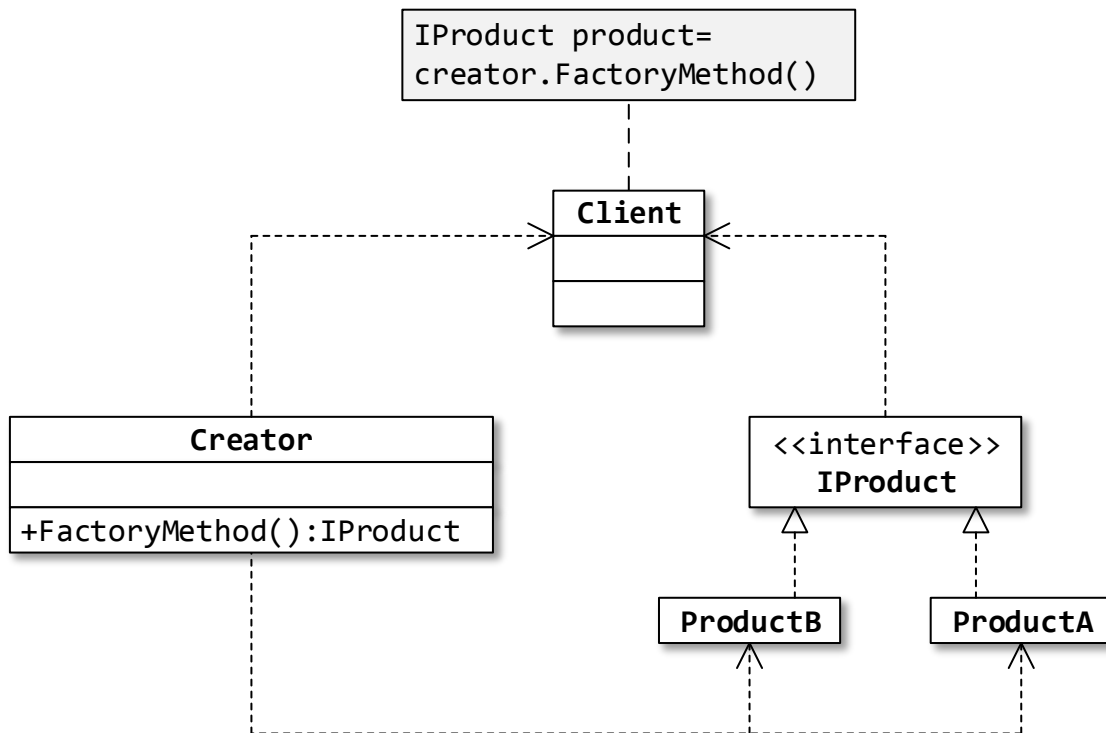 IProduct product=
creator.FactoryMethod()
Client
Creator
+FactoryMethod():IProduct
<<interface>>
IProduct
ProductB
ProductA